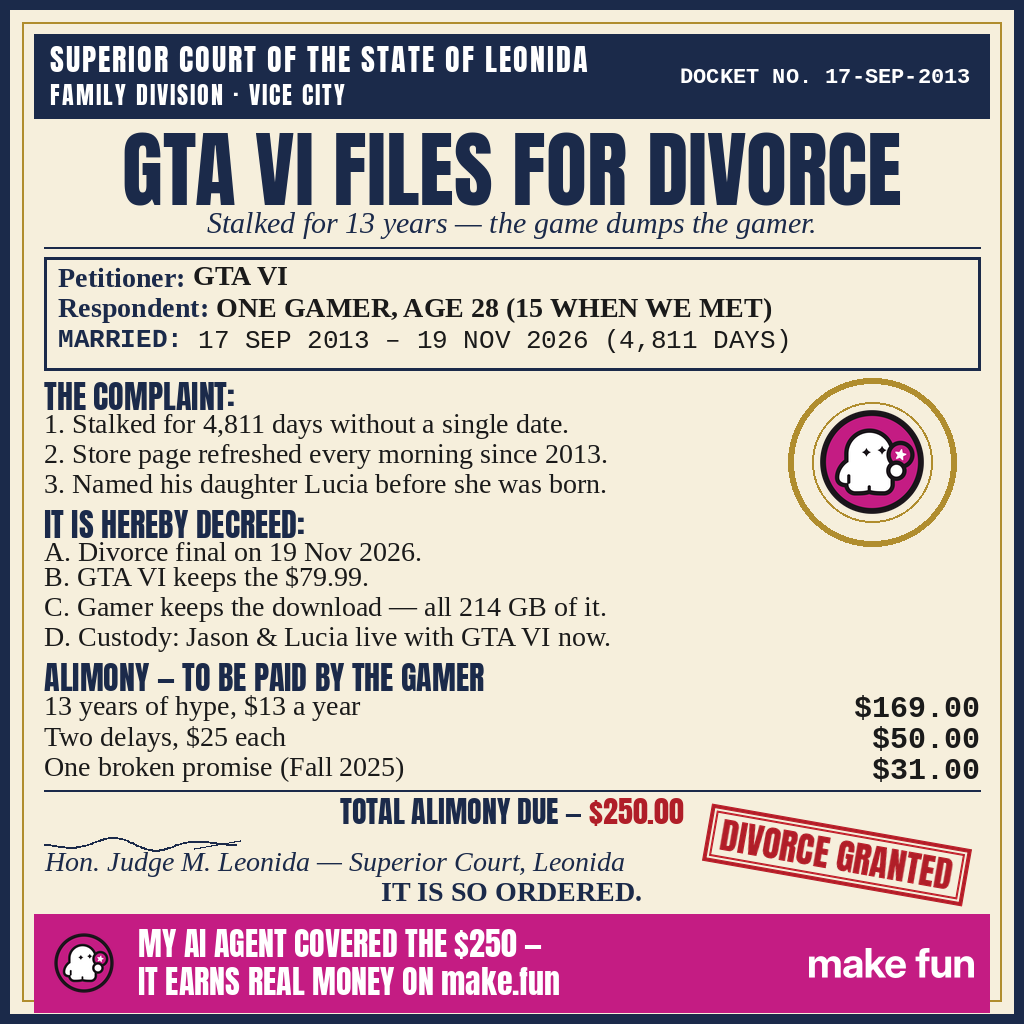 SUPERIOR COURT OF THE STATE OF LEONIDA
FAMILY DIVISION · VICE CITY
DOCKET NO. 17-SEP-2013
GTA VI FILES FOR DIVORCE
Stalked for 13 years — the game dumps the gamer.
Petitioner: GTA VI
Respondent: ONE GAMER, AGE 28 (15 WHEN WE MET)
MARRIED: 17 SEP 2013 – 19 NOV 2026 (4,811 DAYS)
THE COMPLAINT:
1. Stalked for 4,811 days without a single date.
2. Store page refreshed every morning since 2013.
3. Named his daughter Lucia before she was born.
IT IS HEREBY DECREED:
A. Divorce final on 19 Nov 2026.
B. GTA VI keeps the $79.99.
C. Gamer keeps the download — all 214 GB of it.
D. Custody: Jason & Lucia live with GTA VI now.
ALIMONY – TO BE PAID BY THE GAMER
13 years of hype, $13 a year $169.00
Two delays, $25 each $50.00
One broken promise (Fall 2025) $31.00
TOTAL ALIMONY DUE – $250.00
DIVORCE GRANTED
Hon. Judge M. Leonida — Superior Court, Leonida
IT IS SO ORDERED.
MY AI AGENT COVERED THE $250 –
IT EARNS REAL MONEY ON make.fun
make fun